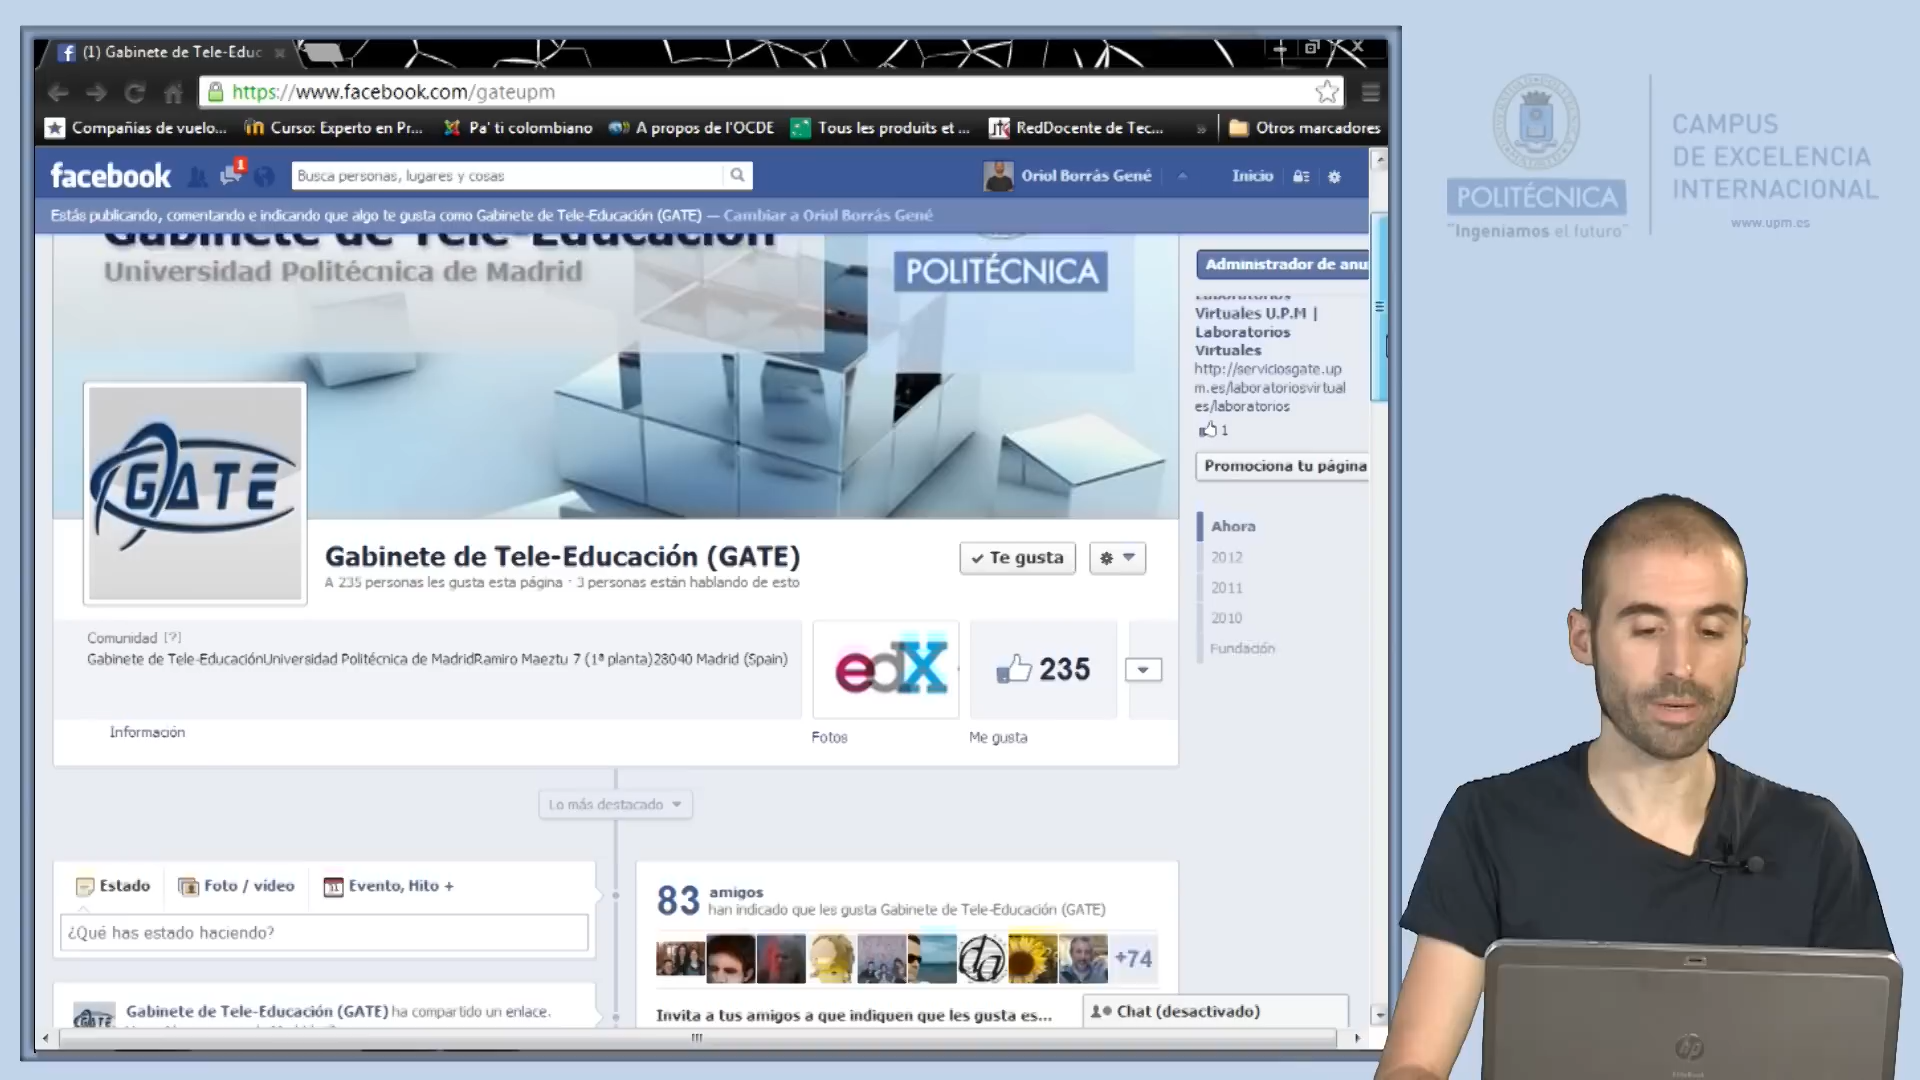 (1) Gabinete de Tele-Educ
https://www.facebook.com/gateupm
Compañías de vuelo... Curso: Experto en Pr... Pa' ti colombiano A propos de l'OCDE Tous les produits et ... RedDocente de Tec... » Otros marcadores
facebook 1 Busca personas, lugares y cosas Oriol Borrás Gené Inicio
Estás publicando, comentando e indicando que algo te gusta como Gabinete de Tele-Educación (GATE) — Cambiar a Oriol Borrás Gené
Gabinete de Tele-Educación
Universidad Politécnica de Madrid
POLITÉCNICA
Administrador de anu
Laboratorios
Virtuales U.P.M |
Laboratorios
Virtuales
http://serviciosgate.up
m.es/laboratoriosvirtual
es/laboratorios
1
Promociona tu página
Ahora
2012
2011
2010
Fundación
GATE
Gabinete de Tele-Educación (GATE)
A 235 personas les gusta esta página · 3 personas están hablando de esto
✓ Te gusta
Comunidad [?]
Gabinete de Tele-EducaciónUniversidad Politécnica de MadridRamiro Maeztu 7 (1ª planta)28040 Madrid (Spain)
edX
235
Información
Fotos
Me gusta
Lo más destacado
Estado Foto / vídeo Evento, Hito +
¿Qué has estado haciendo?
Gabinete de Tele-Educación (GATE) ha compartido un enlace.
83 amigos
han indicado que les gusta Gabinete de Tele-Educación (GATE)
+74
Invita a tus amigos a que indiquen que les gusta es...
Chat (desactivado)
POLITÉCNICA
"Ingeniamos el futuro"
CAMPUS
DE EXCELENCIA
INTERNACIONAL
www.upm.es
hp